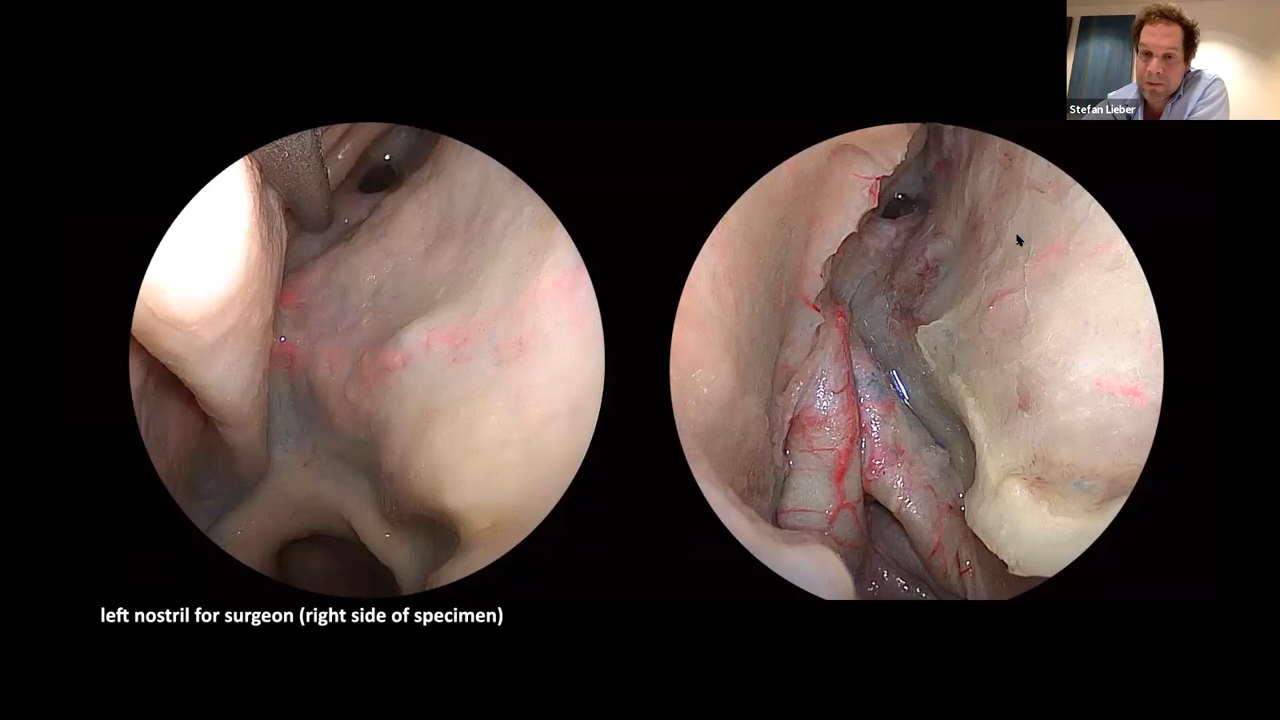 Stefan Lieber
left nostril for surgeon (right side of specimen)